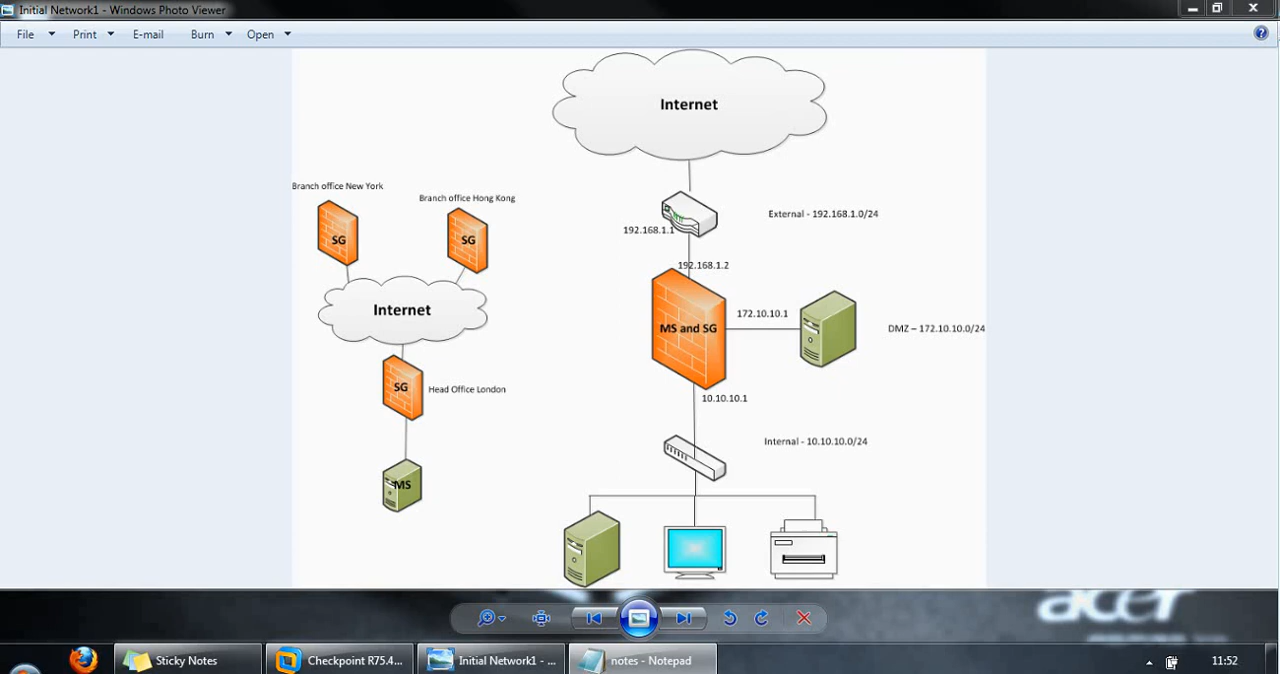 Initial Network1 - Windows Photo Viewer
File Print E-mail Burn Open
Internet
Branch office New York
Branch office Hong Kong
SG
SG
Internet
SG
Head Office London
MS
192.168.1.1
External - 192.168.1.0/24
192.168.1.2
MS and SG
172.10.10.1
DMZ – 172.10.10.0/24
10.10.10.1
Internal - 10.10.10.0/24
acer
Sticky Notes
Checkpoint R75.4...
Initial Network1 - ...
notes - Notepad
11:52